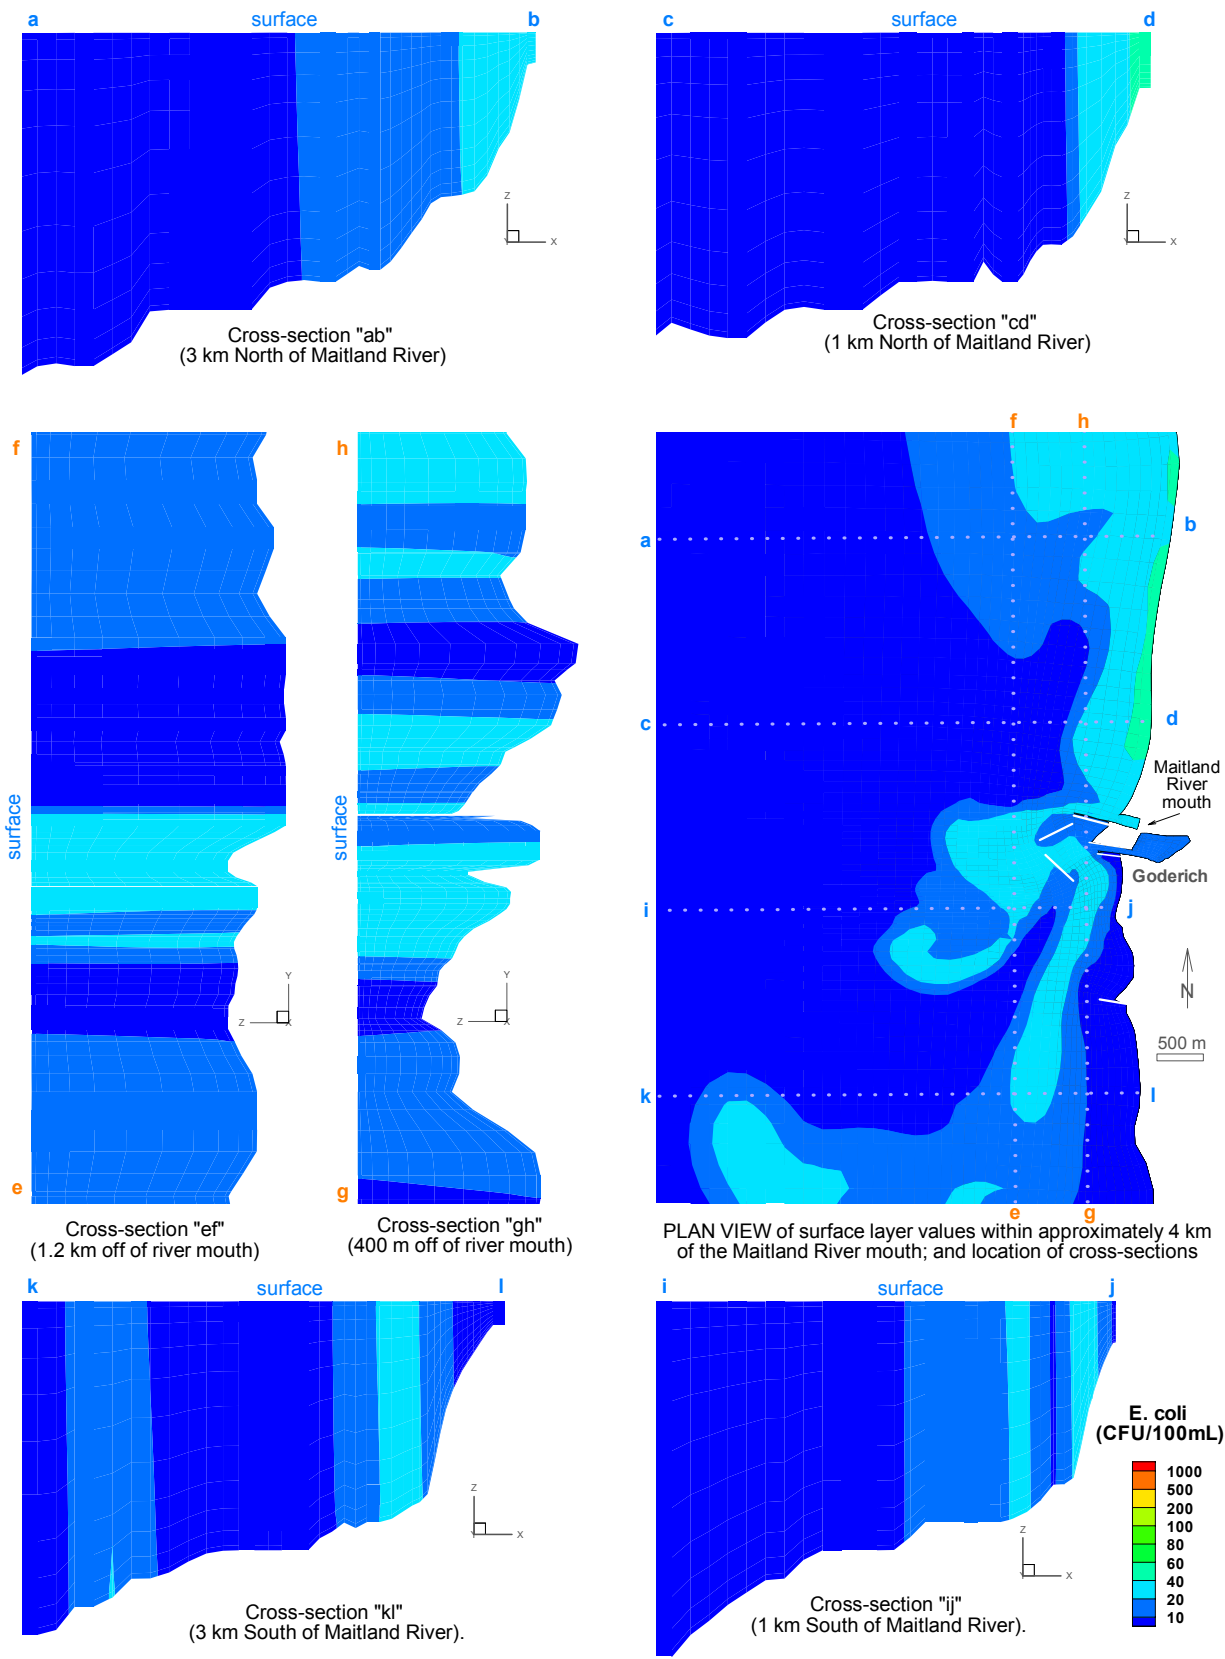 a surface b
c surface d
Z
X
Z
Y X
Cross-section "ab"
(3 km North of Maitland River)
Cross-section "cd"
(1 km North of Maitland River)
f
surface
e
Y
Z X
Cross-section "ef"
(1.2 km off of river mouth)
h
surface
g
Y
Z X
Cross-section "gh"
(400 m off of river mouth)
f h
a b
c d
Maitland
River
mouth
Goderich
i j
N
500 m
k l
e g
PLAN VIEW of surface layer values within approximately 4 km
of the Maitland River mouth; and location of cross-sections
k surface l
Z
Y X
Cross-section "kl"
(3 km South of Maitland River).
i surface j
Z
Y X
Cross-section "ij"
(1 km South of Maitland River).
E. coli
(CFU/100mL)
1000
500
200
100
80
60
40
20
10